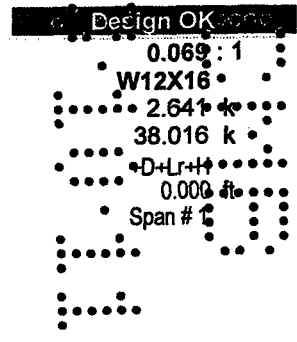 Design OK
0.069 : 1
W12X16
2.641 k
38.016 k
+D+Lr+H
0.000 ft
Span # 1